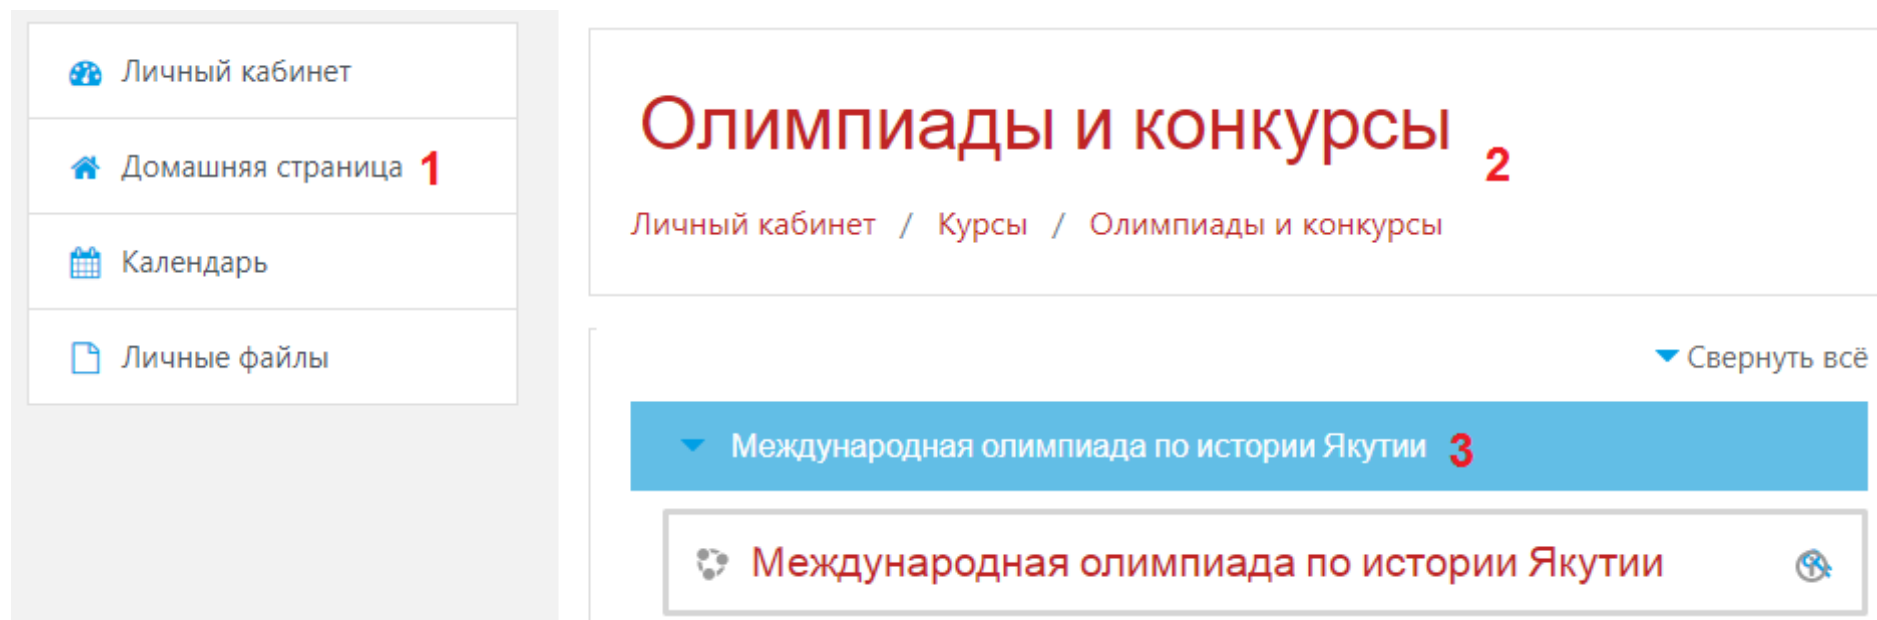 Личный кабинет
Домашняя страница 1
Календарь
Личные файлы
Олимпиады и конкурсы 2
Личный кабинет / Курсы / Олимпиады и конкурсы
Свернуть всё
Международная олимпиада по истории Якутии 3
Международная олимпиада по истории Якутии